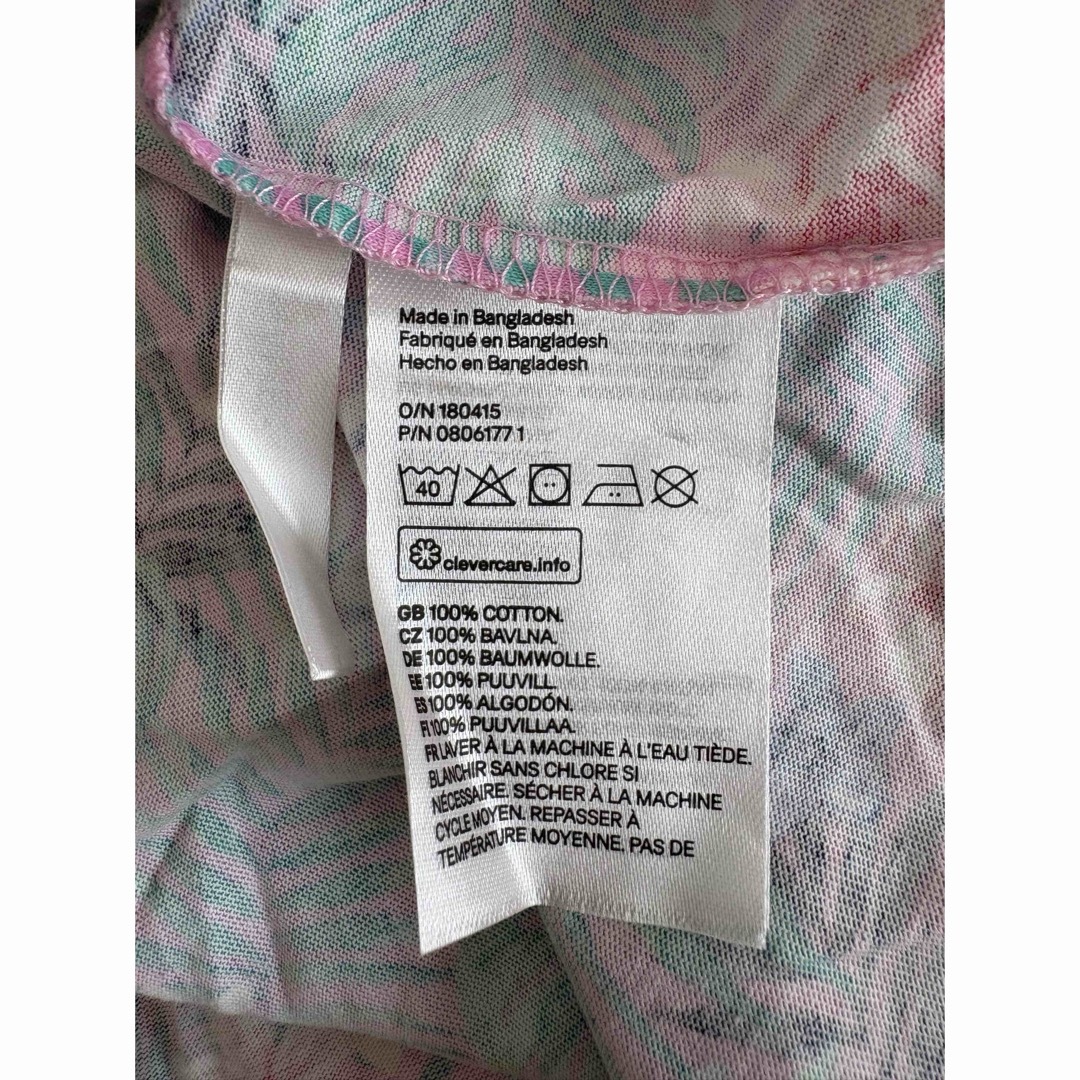 Made in Bangladesh
Fabriqué en Bangladesh
Hecho en Bangladesh
O/N 180415
P/N 0806177 1
40
clevercare.info
GB 100% COTTON.
CZ 100% BAVLNA.
DE 100% BAUMWOLLE.
EE 100% PUUVILL.
ES 100% ALGODÓN.
FI 100% PUUVILLAA.
FR LAVER À LA MACHINE À L'EAU TIÈDE.
BLANCHIR SANS CHLORE SI
NÉCESSAIRE. SÉCHER À LA MACHINE
CYCLE MOYEN. REPASSER À
TEMPÉRATURE MOYENNE. PAS DE